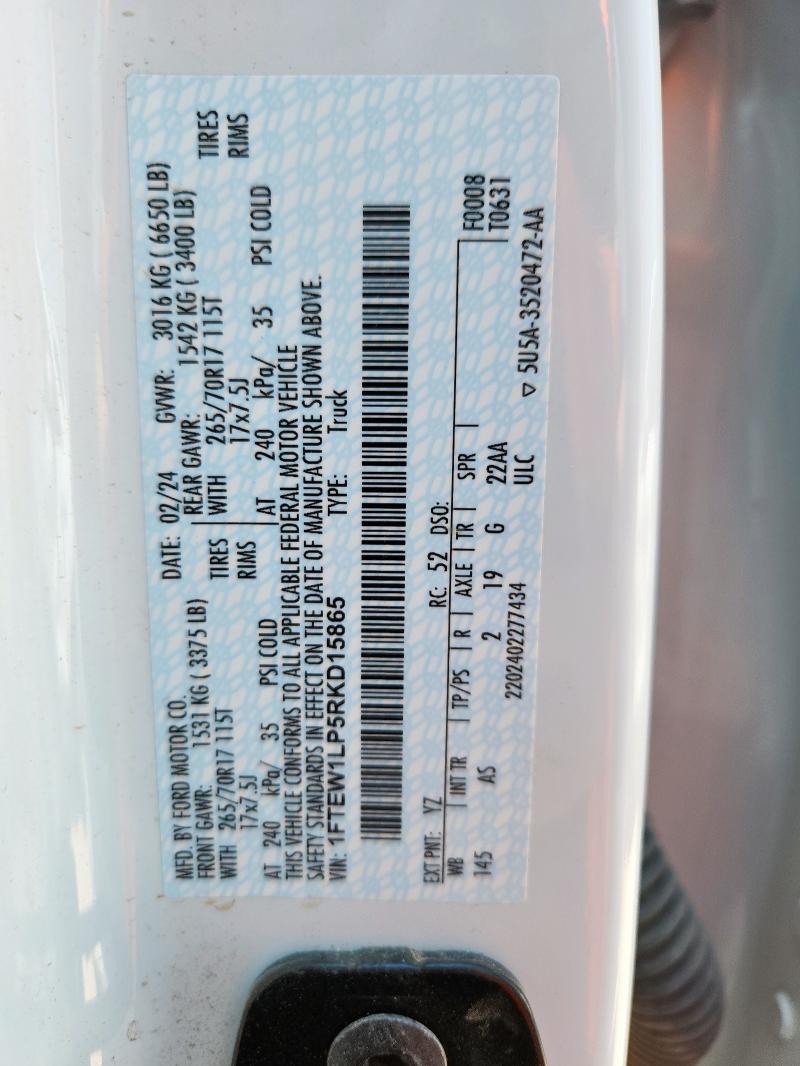 MFD. BY FORD MOTOR CO.
DATE: 02/24 GVWR: 3016 KG ( 6650 LB)
FRONT GAWR: 1531 KG ( 3375 LB) REAR GAWR: 1542 KG ( 3400 LB)
WITH 265/70R17 115T TIRES WITH 265/70R17 115T TIRES
17x7.5J RIMS 17x7.5J RIMS
AT 240 kPa/ 35 PSI COLD AT 240 kPa/ 35 PSI COLD
THIS VEHICLE CONFORMS TO ALL APPLICABLE FEDERAL MOTOR VEHICLE
SAFETY STANDARDS IN EFFECT ON THE DATE OF MANUFACTURE SHOWN ABOVE.
VIN: 1FTEW1LP5RKD15865 TYPE: Truck
EXT PNT: YZ RC: 52 DSO:
WB INT TR TP/PS R AXLE TR SPR F0008
145 AS 2 19 G 22AA T0631
2202402277434 ULC ▽ 5U5A-3520472-AA